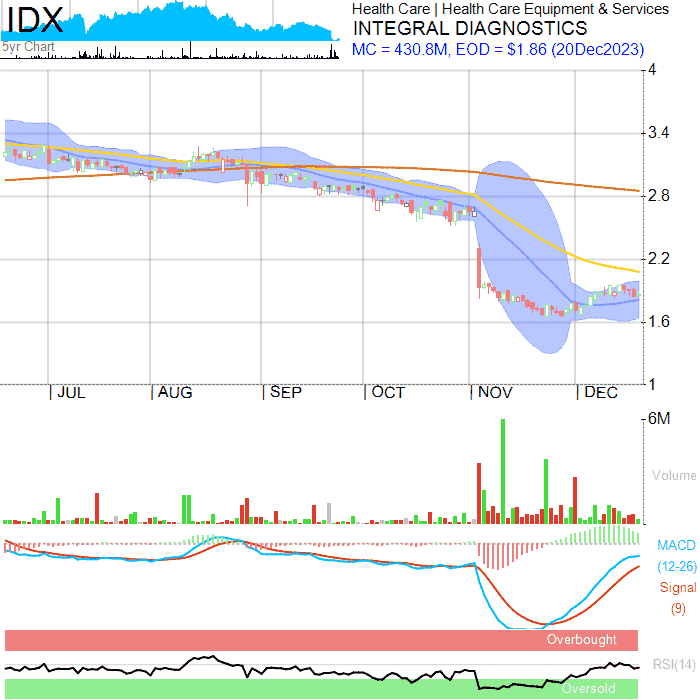 IDX
5yr Chart
Health Care | Health Care Equipment & Services
INTEGRAL DIAGNOSTICS
MC = 430.8M, EOD = $1.86 (20Dec2023)
4
3.4
2.8
2.2
1.6
1
| JUL | AUG | SEP | OCT | NOV | DEC
6M
Volume
MACD
(12-26)
Signal
(9)
Overbought
RSI(14)
Oversold